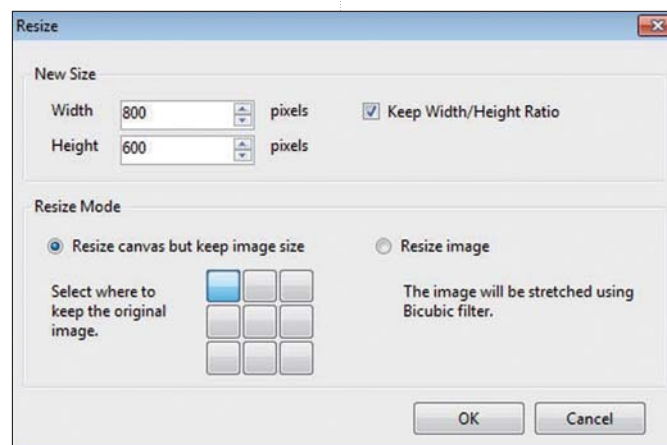 Resize
New Size
Width 800 pixels
Keep Width/Height Ratio
Height 600 pixels
Resize Mode
Resize canvas but keep image size
Select where to
keep the original
image.
Resize image
The image will be stretched using
Bicubic filter.
OK
Cancel